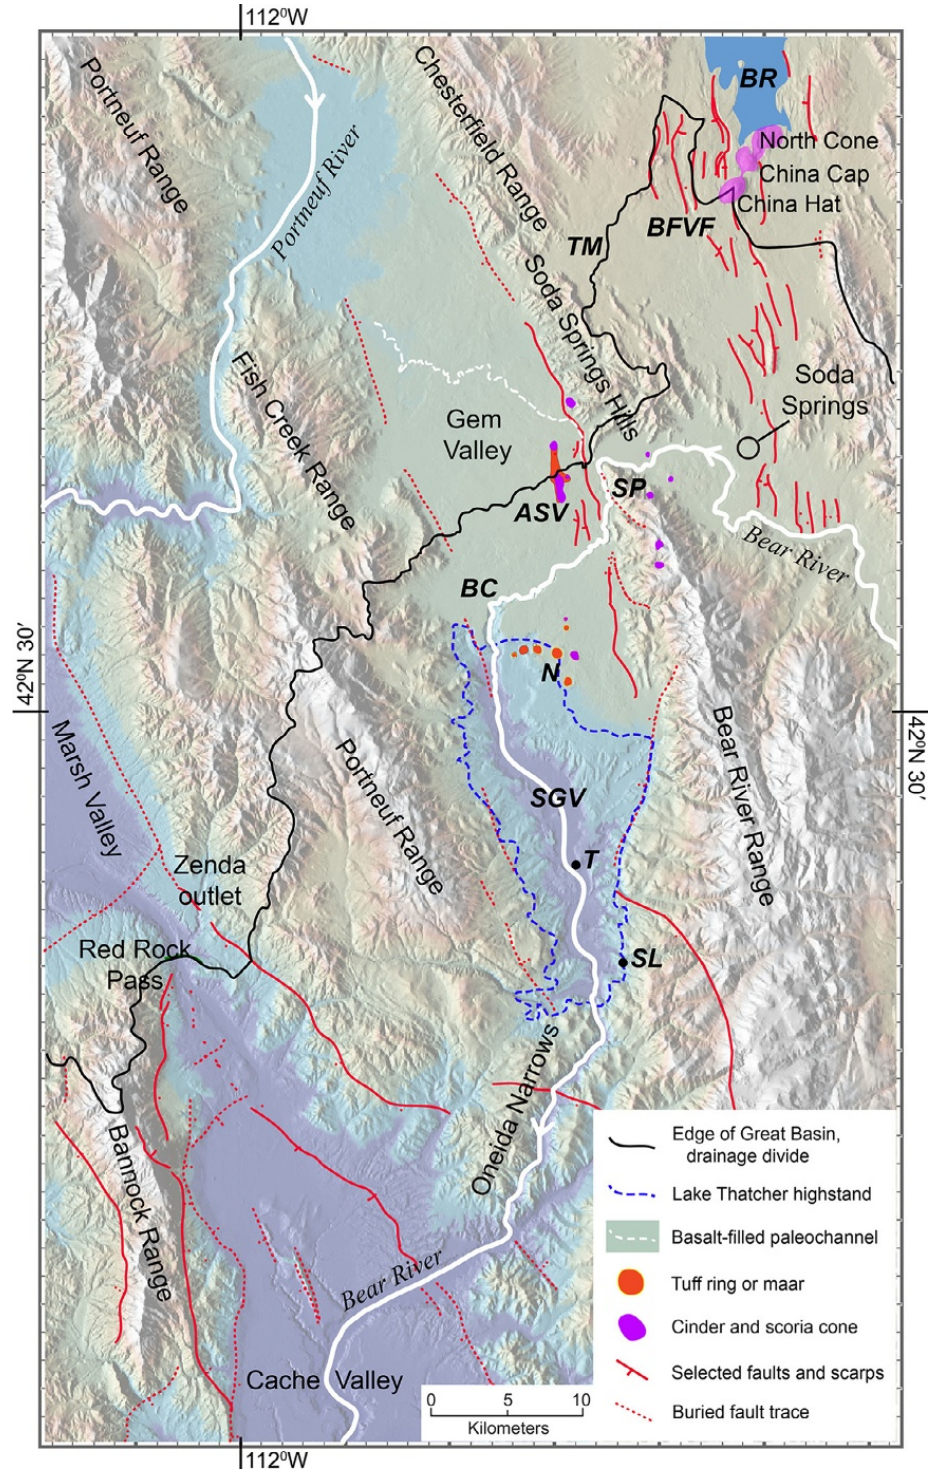 112⁰W
Portneuf Range
Portneuf River
Chesterfield Range
BR
North Cone
China Cap
China Hat
BFVF
TM
Soda Springs Hills
Fish Creek Range
Soda
Springs
Gem
Valley
SP
ASV
Bear River
BC
42⁰N 30′
N
42⁰N 30′
Marsh Valley
Portneuf Range
Bear River Range
SGV
T
Zenda
outlet
SL
Red Rock
Pass
Oneida Narrows
Bannock Range
Bear River
Cache Valley
Edge of Great Basin,
drainage divide
Lake Thatcher highstand
Basalt-filled paleochannel
Tuff ring or maar
Cinder and scoria cone
Selected faults and scarps
Buried fault trace
0 5 10
Kilometers
112⁰W